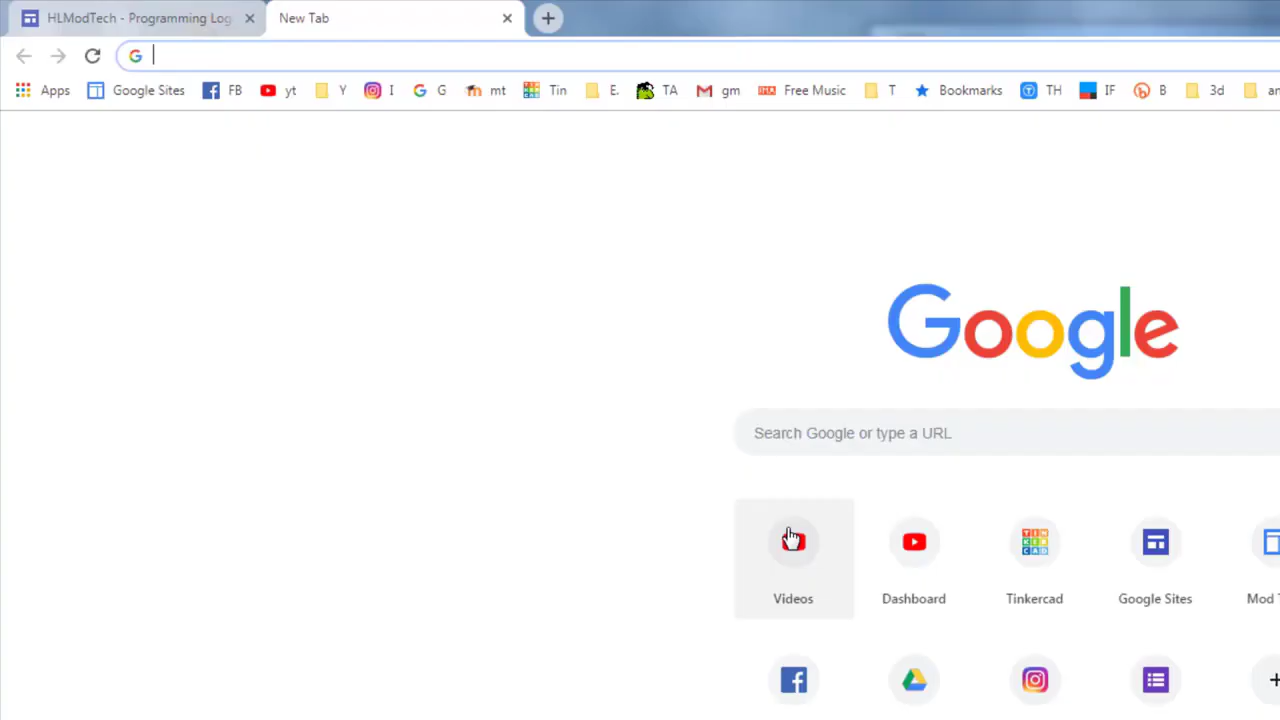 HLModTech - Programming Log
New Tab
Apps Google Sites FB yt Y I G mt Tin E. TA gm Free Music T Bookmarks TH IF B 3d an
Google
Search Google or type a URL
Videos Dashboard Tinkercad Google Sites Mod T